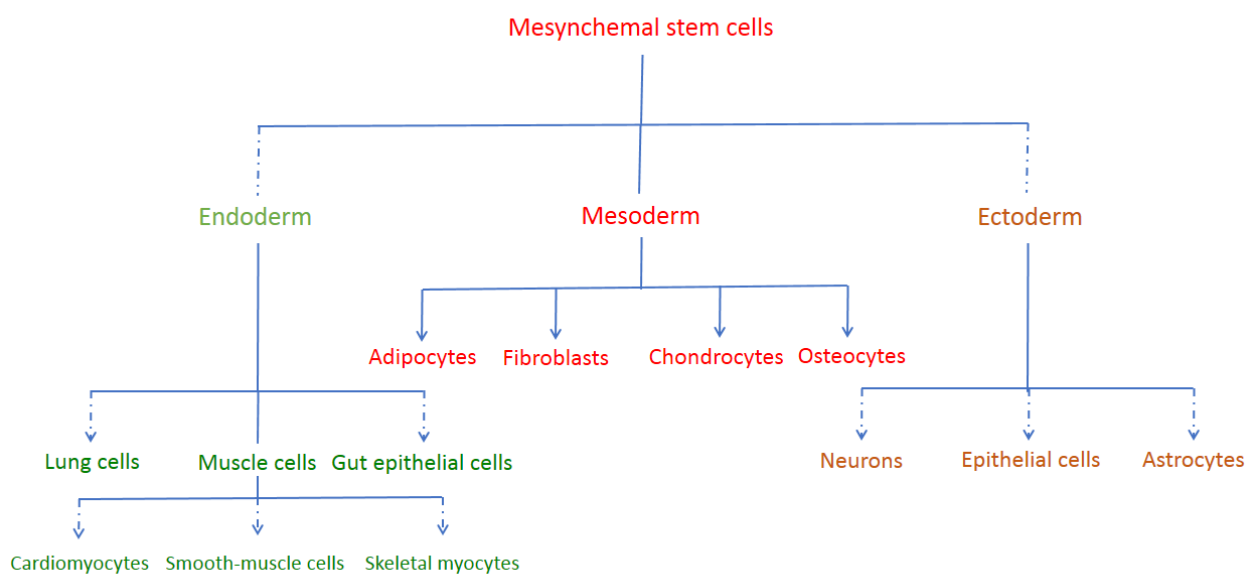 Mesynchemal stem cells
Endoderm
Mesoderm
Ectoderm
Adipocytes
Fibroblasts
Chondrocytes
Osteocytes
Lung cells
Muscle cells
Gut epithelial cells
Neurons
Epithelial cells
Astrocytes
Cardiomyocytes
Smooth-muscle cells
Skeletal myocytes